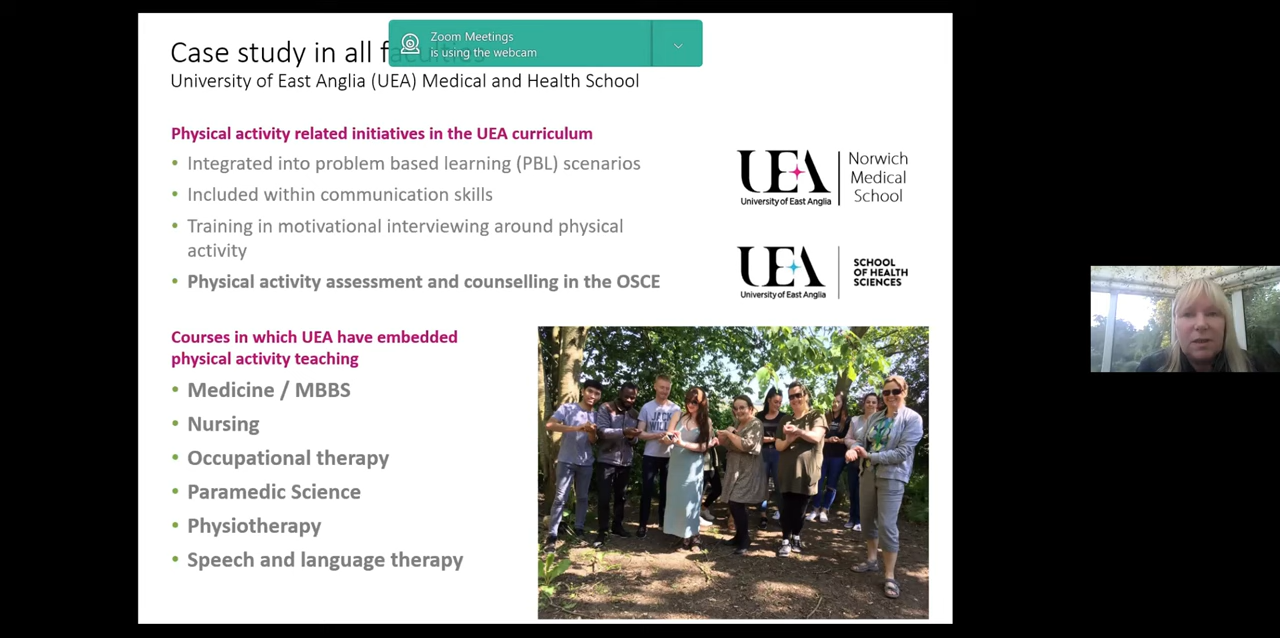 Zoom Meetings
is using the webcam
Case study in all faculties
University of East Anglia (UEA) Medical and Health School
Physical activity related initiatives in the UEA curriculum
• Integrated into problem based learning (PBL) scenarios
• Included within communication skills
• Training in motivational interviewing around physical
activity
• Physical activity assessment and counselling in the OSCE
UEA
University of East Anglia
Norwich
Medical
School
UEA
University of East Anglia
SCHOOL
OF HEALTH
SCIENCES
Courses in which UEA have embedded
physical activity teaching
• Medicine / MBBS
• Nursing
• Occupational therapy
• Paramedic Science
• Physiotherapy
• Speech and language therapy
JACK
WILLS